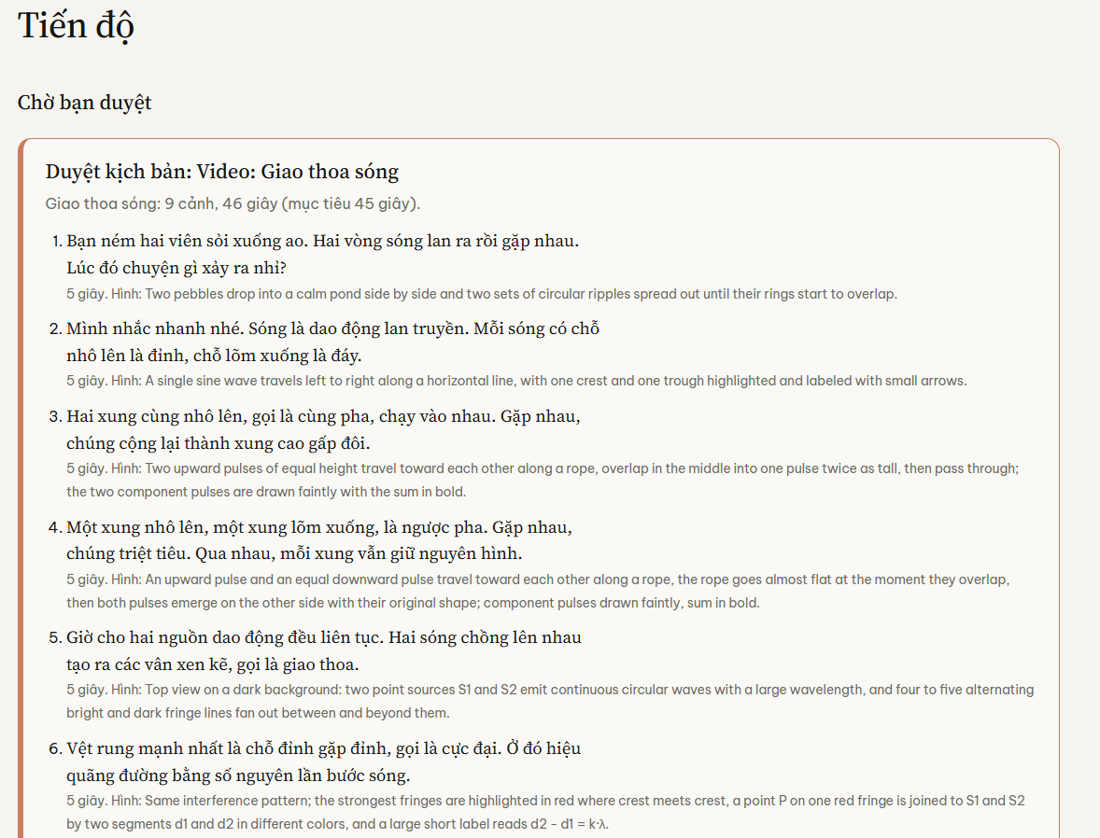 Tiến độ
Chờ bạn duyệt
Duyệt kịch bản: Video: Giao thoa sóng
Giao thoa sóng: 9 cảnh, 46 giây (mục tiêu 45 giây).
1. Bạn ném hai viên sỏi xuống ao. Hai vòng sóng lan ra rồi gặp nhau.
Lúc đó chuyện gì xảy ra nhỉ?
5 giây. Hình: Two pebbles drop into a calm pond side by side and two sets of circular ripples spread out until their rings start to overlap.
2. Mình nhắc nhanh nhé. Sóng là dao động lan truyền. Mỗi sóng có chỗ
nhô lên là đỉnh, chỗ lõm xuống là đáy.
5 giây. Hình: A single sine wave travels left to right along a horizontal line, with one crest and one trough highlighted and labeled with small arrows.
3. Hai xung cùng nhô lên, gọi là cùng pha, chạy vào nhau. Gặp nhau,
chúng cộng lại thành xung cao gấp đôi.
5 giây. Hình: Two upward pulses of equal height travel toward each other along a rope, overlap in the middle into one pulse twice as tall, then pass through;
the two component pulses are drawn faintly with the sum in bold.
4. Một xung nhô lên, một xung lõm xuống, là ngược pha. Gặp nhau,
chúng triệt tiêu. Qua nhau, mỗi xung vẫn giữ nguyên hình.
5 giây. Hình: An upward pulse and an equal downward pulse travel toward each other along a rope, the rope goes almost flat at the moment they overlap,
then both pulses emerge on the other side with their original shape; component pulses drawn faintly, sum in bold.
5. Giờ cho hai nguồn dao động đều liên tục. Hai sóng chồng lên nhau
tạo ra các vân xen kẽ, gọi là giao thoa.
5 giây. Hình: Top view on a dark background: two point sources S1 and S2 emit continuous circular waves with a large wavelength, and four to five alternating
bright and dark fringe lines fan out between and beyond them.
6. Vệt rung mạnh nhất là chỗ đỉnh gặp đỉnh, gọi là cực đại. Ở đó hiệu
quãng đường bằng số nguyên lần bước sóng.
5 giây. Hình: Same interference pattern; the strongest fringes are highlighted in red where crest meets crest, a point P on one red fringe is joined to S1 and S2
by two segments d1 and d2 in different colors, and a large short label reads d2 - d1 = k·λ.